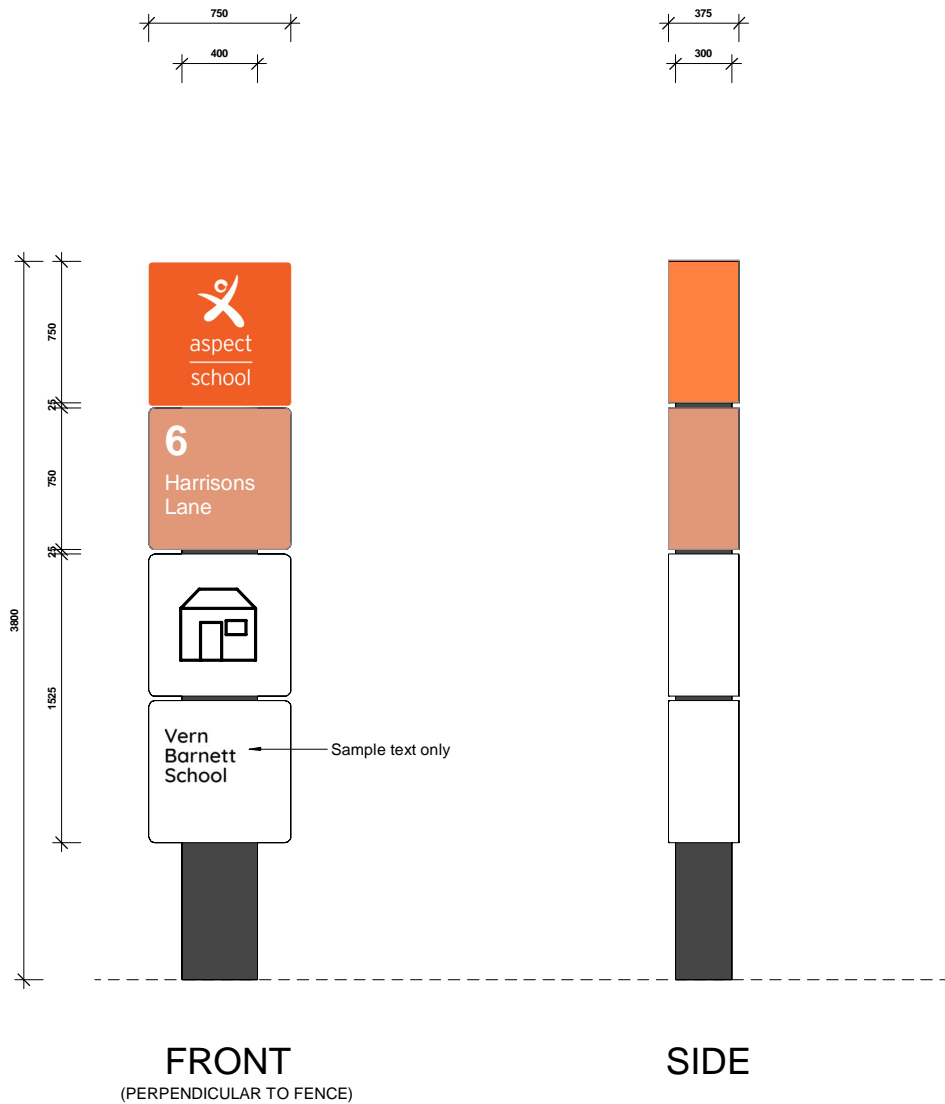 750
400
375
300
aspect
school
750
25
6
Harrisons
Lane
750
25
3800
1525
Vern
Barnett
School
Sample text only
FRONT
(PERPENDICULAR TO FENCE)
SIDE